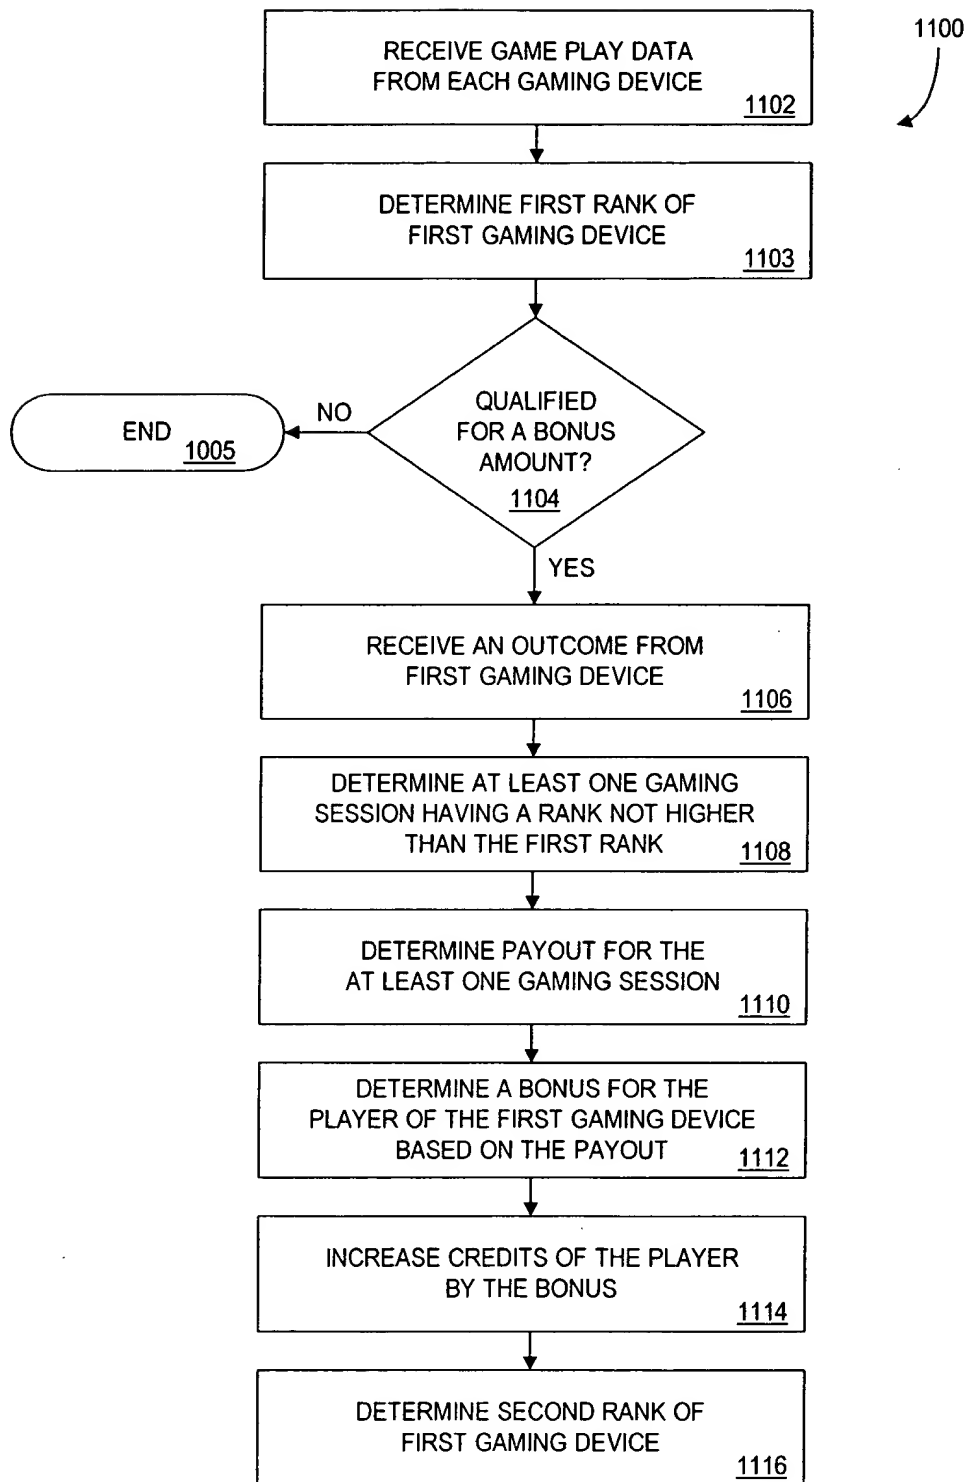 1100
RECEIVE GAME PLAY DATA
FROM EACH GAMING DEVICE
1102
DETERMINE FIRST RANK OF
FIRST GAMING DEVICE
1103
QUALIFIED
FOR A BONUS
AMOUNT?
1104
NO
END
1005
YES
RECEIVE AN OUTCOME FROM
FIRST GAMING DEVICE
1106
DETERMINE AT LEAST ONE GAMING
SESSION HAVING A RANK NOT HIGHER
THAN THE FIRST RANK
1108
DETERMINE PAYOUT FOR THE
AT LEAST ONE GAMING SESSION
1110
DETERMINE A BONUS FOR THE
PLAYER OF THE FIRST GAMING DEVICE
BASED ON THE PAYOUT
1112
INCREASE CREDITS OF THE PLAYER
BY THE BONUS
1114
DETERMINE SECOND RANK OF
FIRST GAMING DEVICE
1116